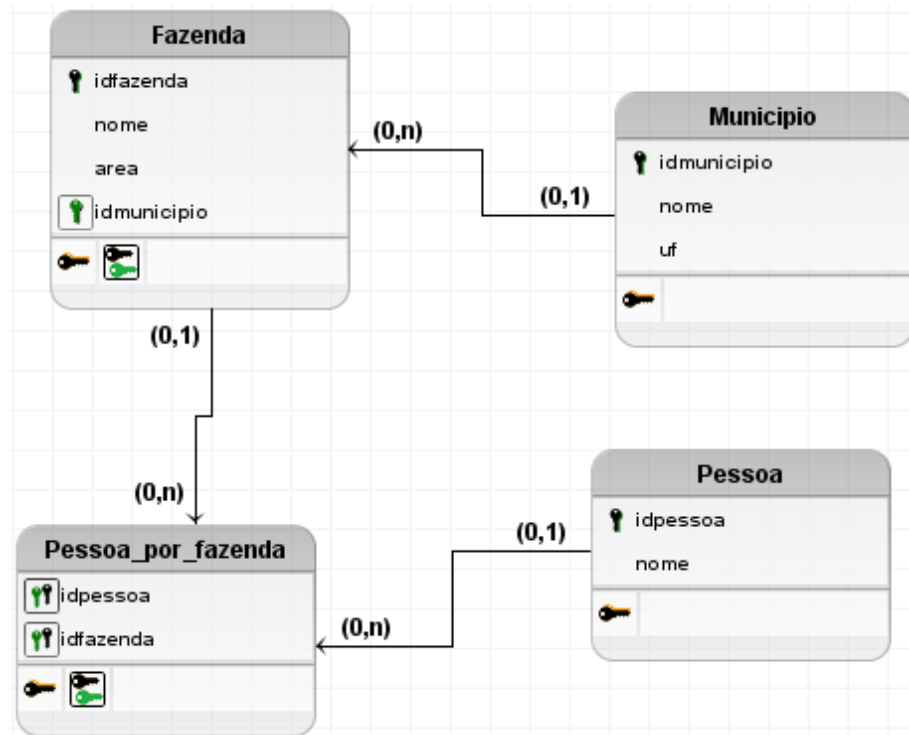 Fazenda
idfazenda
nome
area
idmunicipio
(0,n)
(0,1)
Municipio
idmunicipio
nome
uf
(0,1)
(0,n)
Pessoa_por_fazenda
idpessoa
idfazenda
(0,n)
(0,1)
Pessoa
idpessoa
nome